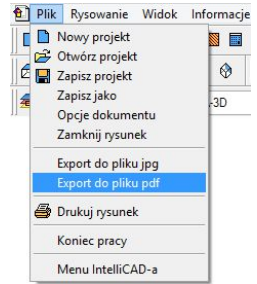 Plik Rysowanie Widok Informacje
Nowy projekt
Otwórz projekt
Zapisz projekt
Zapisz jako
-3D
Opcje dokumentu
Zamknij rysunek
Export do pliku jpg
Export do pliku pdf
Drukuj rysunek
Koniec pracy
Menu IntelliCAD-a